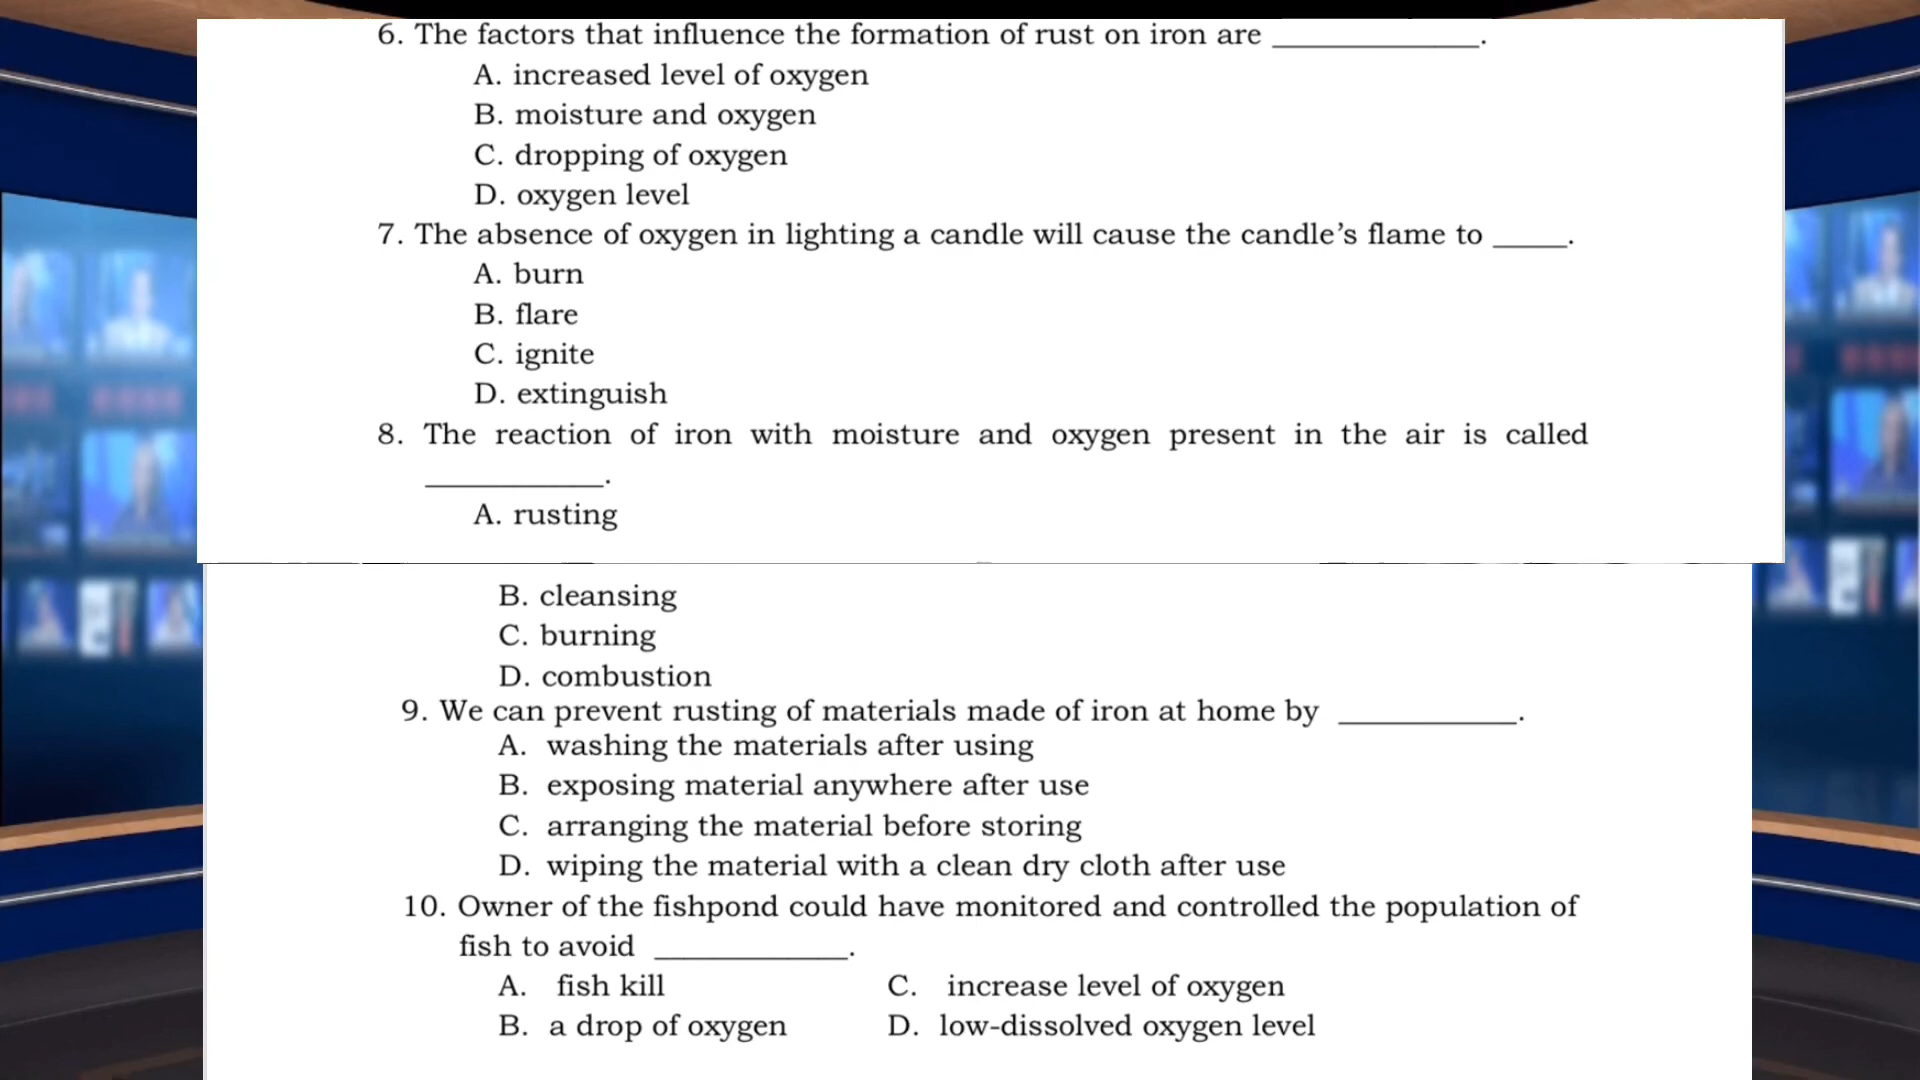 6. The factors that influence the formation of rust on iron are ______________.
A. increased level of oxygen
B. moisture and oxygen
C. dropping of oxygen
D. oxygen level
7. The absence of oxygen in lighting a candle will cause the candle’s flame to _____.
A. burn
B. flare
C. ignite
D. extinguish
8. The reaction of iron with moisture and oxygen present in the air is called
____________.
A. rusting
B. cleansing
C. burning
D. combustion
9. We can prevent rusting of materials made of iron at home by ____________.
A. washing the materials after using
B. exposing material anywhere after use
C. arranging the material before storing
D. wiping the material with a clean dry cloth after use
10. Owner of the fishpond could have monitored and controlled the population of
fish to avoid _____________.
A. fish kill C. increase level of oxygen
B. a drop of oxygen D. low-dissolved oxygen level